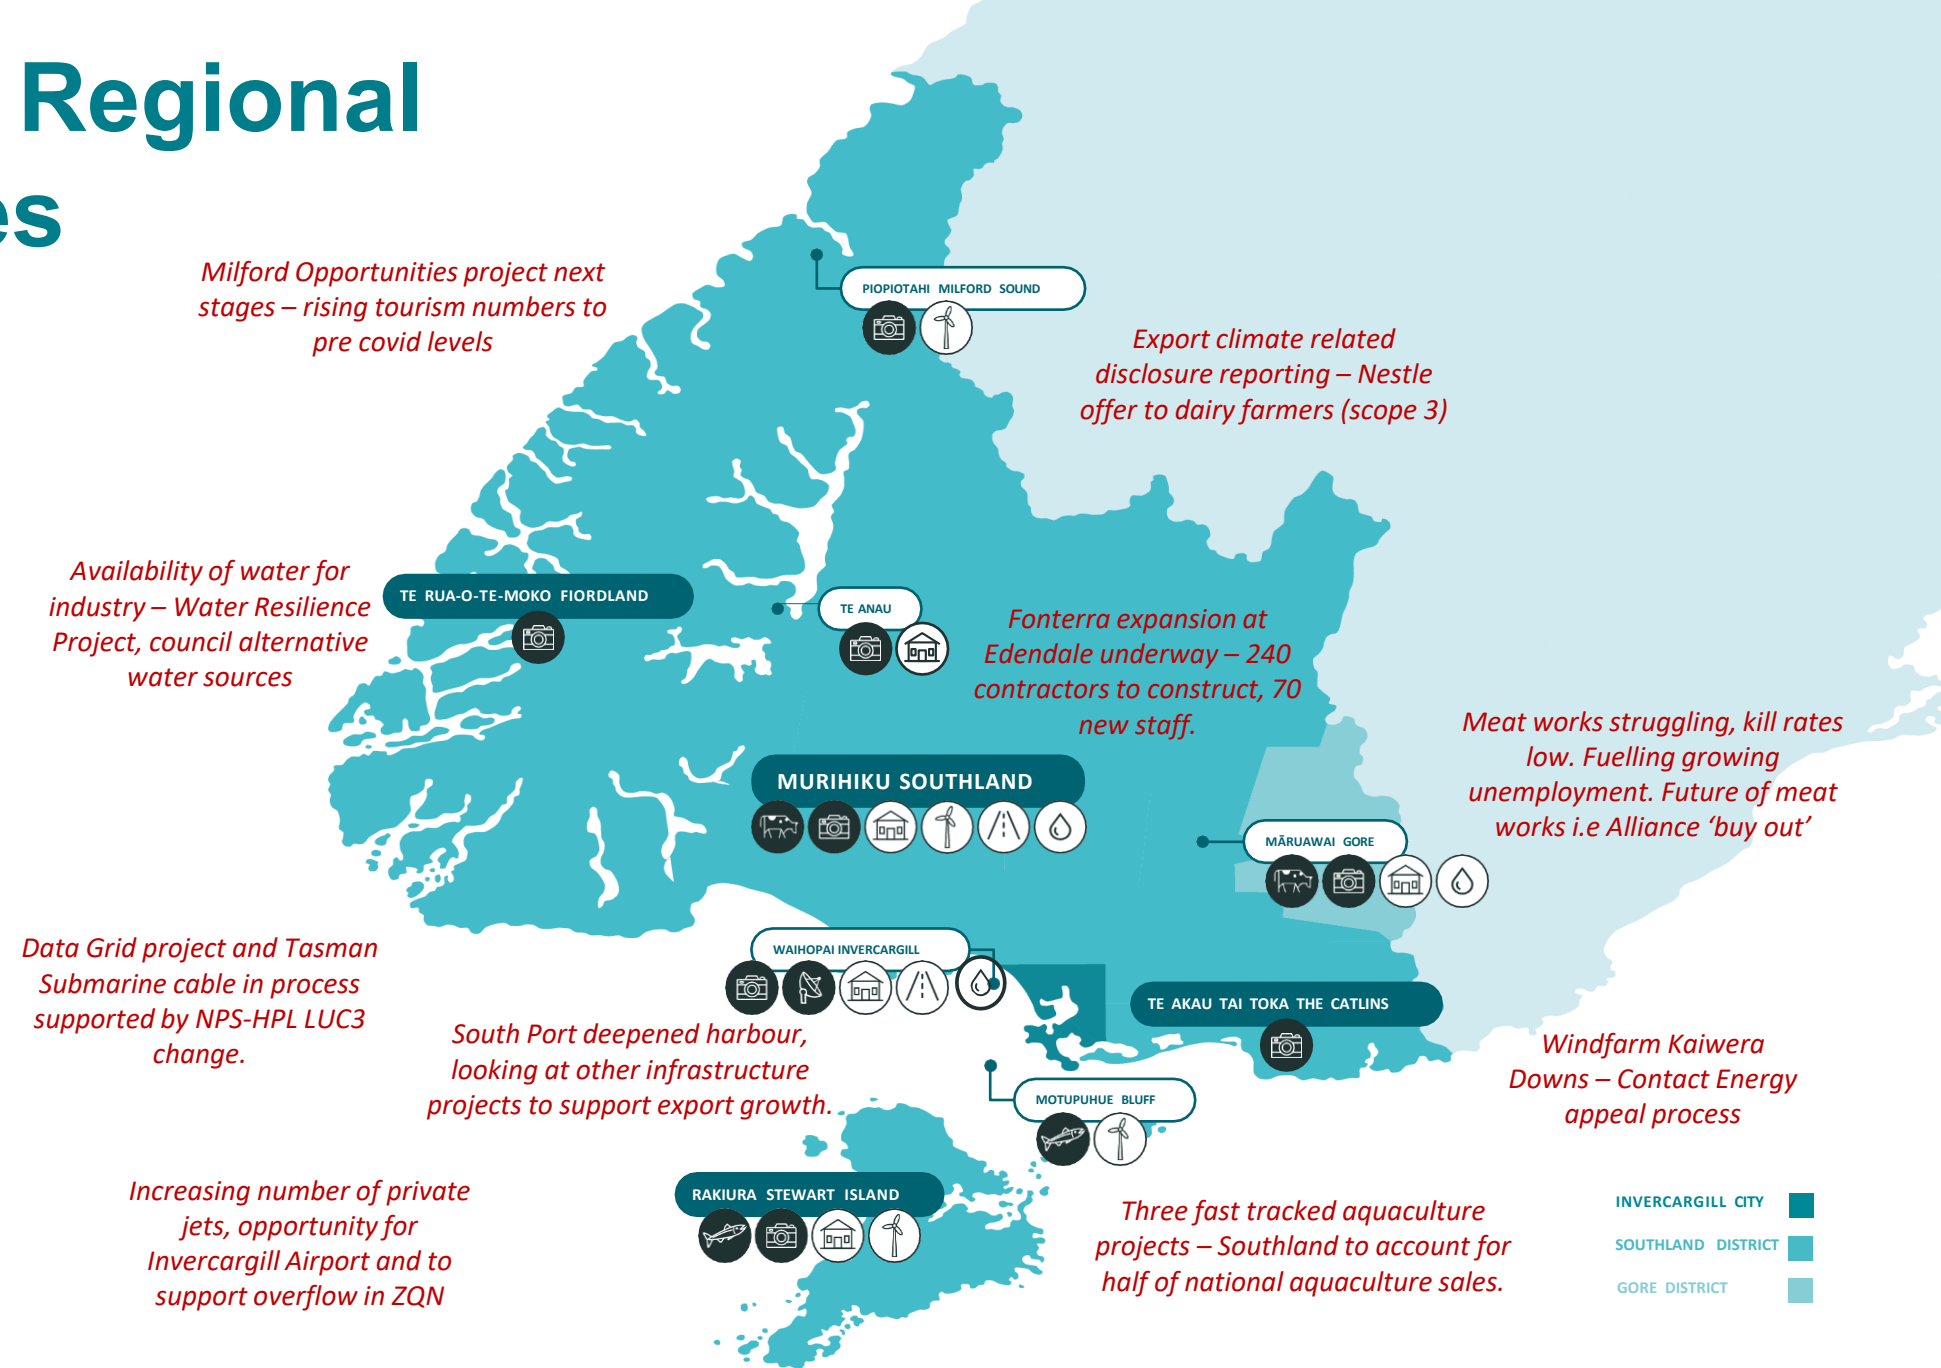 Regional
es
Milford Opportunities project next
stages – rising tourism numbers to
pre covid levels
PIOPIOTAHI MILFORD SOUND
Export climate related
disclosure reporting – Nestle
offer to dairy farmers (scope 3)
Availability of water for
industry – Water Resilience
Project, council alternative
water sources
TE RUA-O-TE-MOKO FIORDLAND
TE ANAU
Fonterra expansion at
Edendale underway – 240
contractors to construct, 70
new staff.
Meat works struggling, kill rates
low. Fuelling growing
unemployment. Future of meat
works i.e Alliance ‘buy out’
MURIHIKU SOUTHLAND
MĀRUAWAI GORE
Data Grid project and Tasman
Submarine cable in process
supported by NPS-HPL LUC3
change.
WAIHOPAI INVERCARGILL
South Port deepened harbour,
looking at other infrastructure
projects to support export growth.
TE AKAU TAI TOKA THE CATLINS
Windfarm Kaiwera
Downs – Contact Energy
appeal process
MOTUPUHUE BLUFF
Increasing number of private
jets, opportunity for
Invercargill Airport and to
support overflow in ZQN
RAKIURA STEWART ISLAND
Three fast tracked aquaculture
projects – Southland to account for
half of national aquaculture sales.
INVERCARGILL CITY
SOUTHLAND DISTRICT
GORE DISTRICT